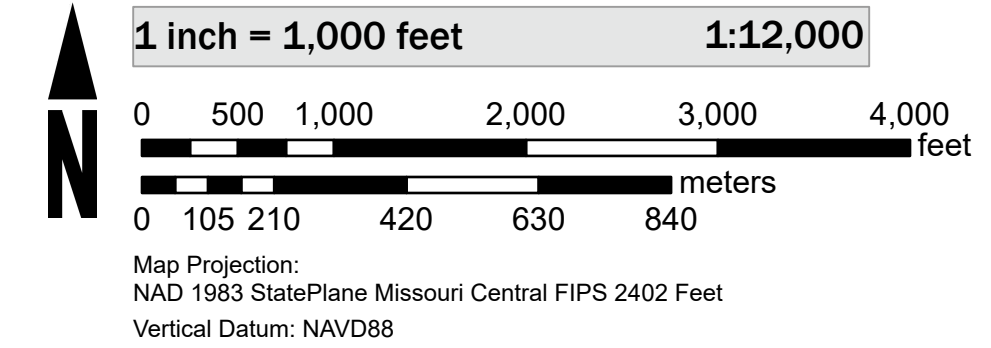 1 inch = 1,000 feet 1:12,000
0 500 1,000 2,000 3,000 4,000
feet
meters
0 105 210 420 630 840
N
Map Projection:
NAD 1983 StatePlane Missouri Central FIPS 2402 Feet
Vertical Datum: NAVD88